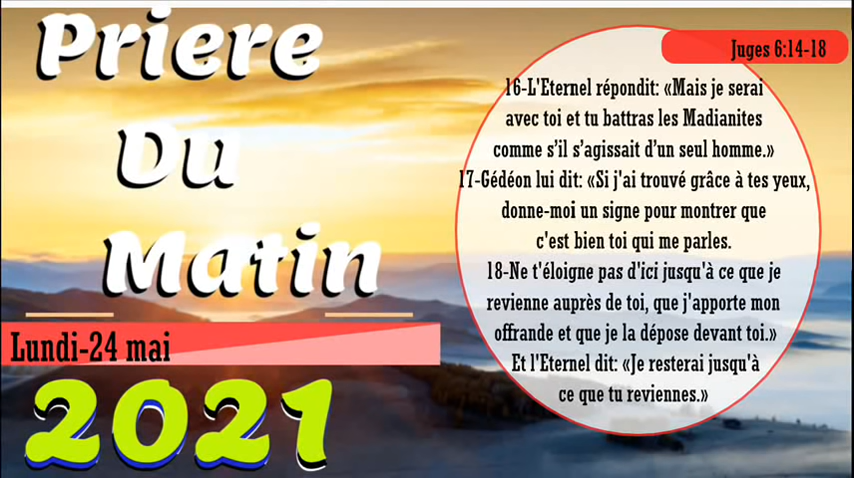 Priere
Du
Matin
Lundi-24 mai
2021
Juges 6:14-18
16-L'Eternel répondit: «Mais je serai
avec toi et tu battras les Madianites
comme s’il s’agissait d’un seul homme.»
17-Gédéon lui dit: «Si j'ai trouvé grâce à tes yeux,
donne-moi un signe pour montrer que
c'est bien toi qui me parles.
18-Ne t'éloigne pas d'ici jusqu'à ce que je
revienne auprès de toi, que j'apporte mon
offrande et que je la dépose devant toi.»
Et l'Eternel dit: «Je resterai jusqu'à
ce que tu reviennes.»